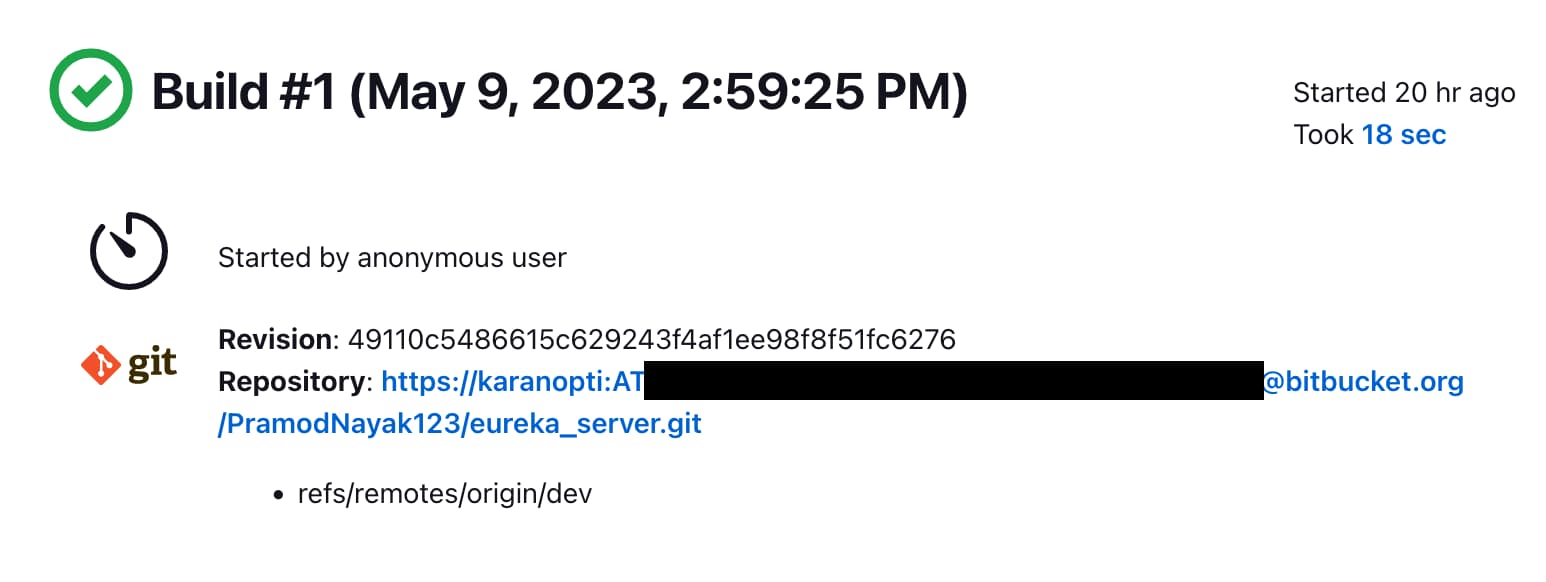 Build #1 (May 9, 2023, 2:59:25 PM)
Started 20 hr ago
Took 18 sec
Started by anonymous user
git
Revision: 49110c5486615c629243f4af1ee98f8f51fc6276
Repository: https://karanopti:AT @bitbucket.org
/PramodNayak123/eureka_server.git
• refs/remotes/origin/dev